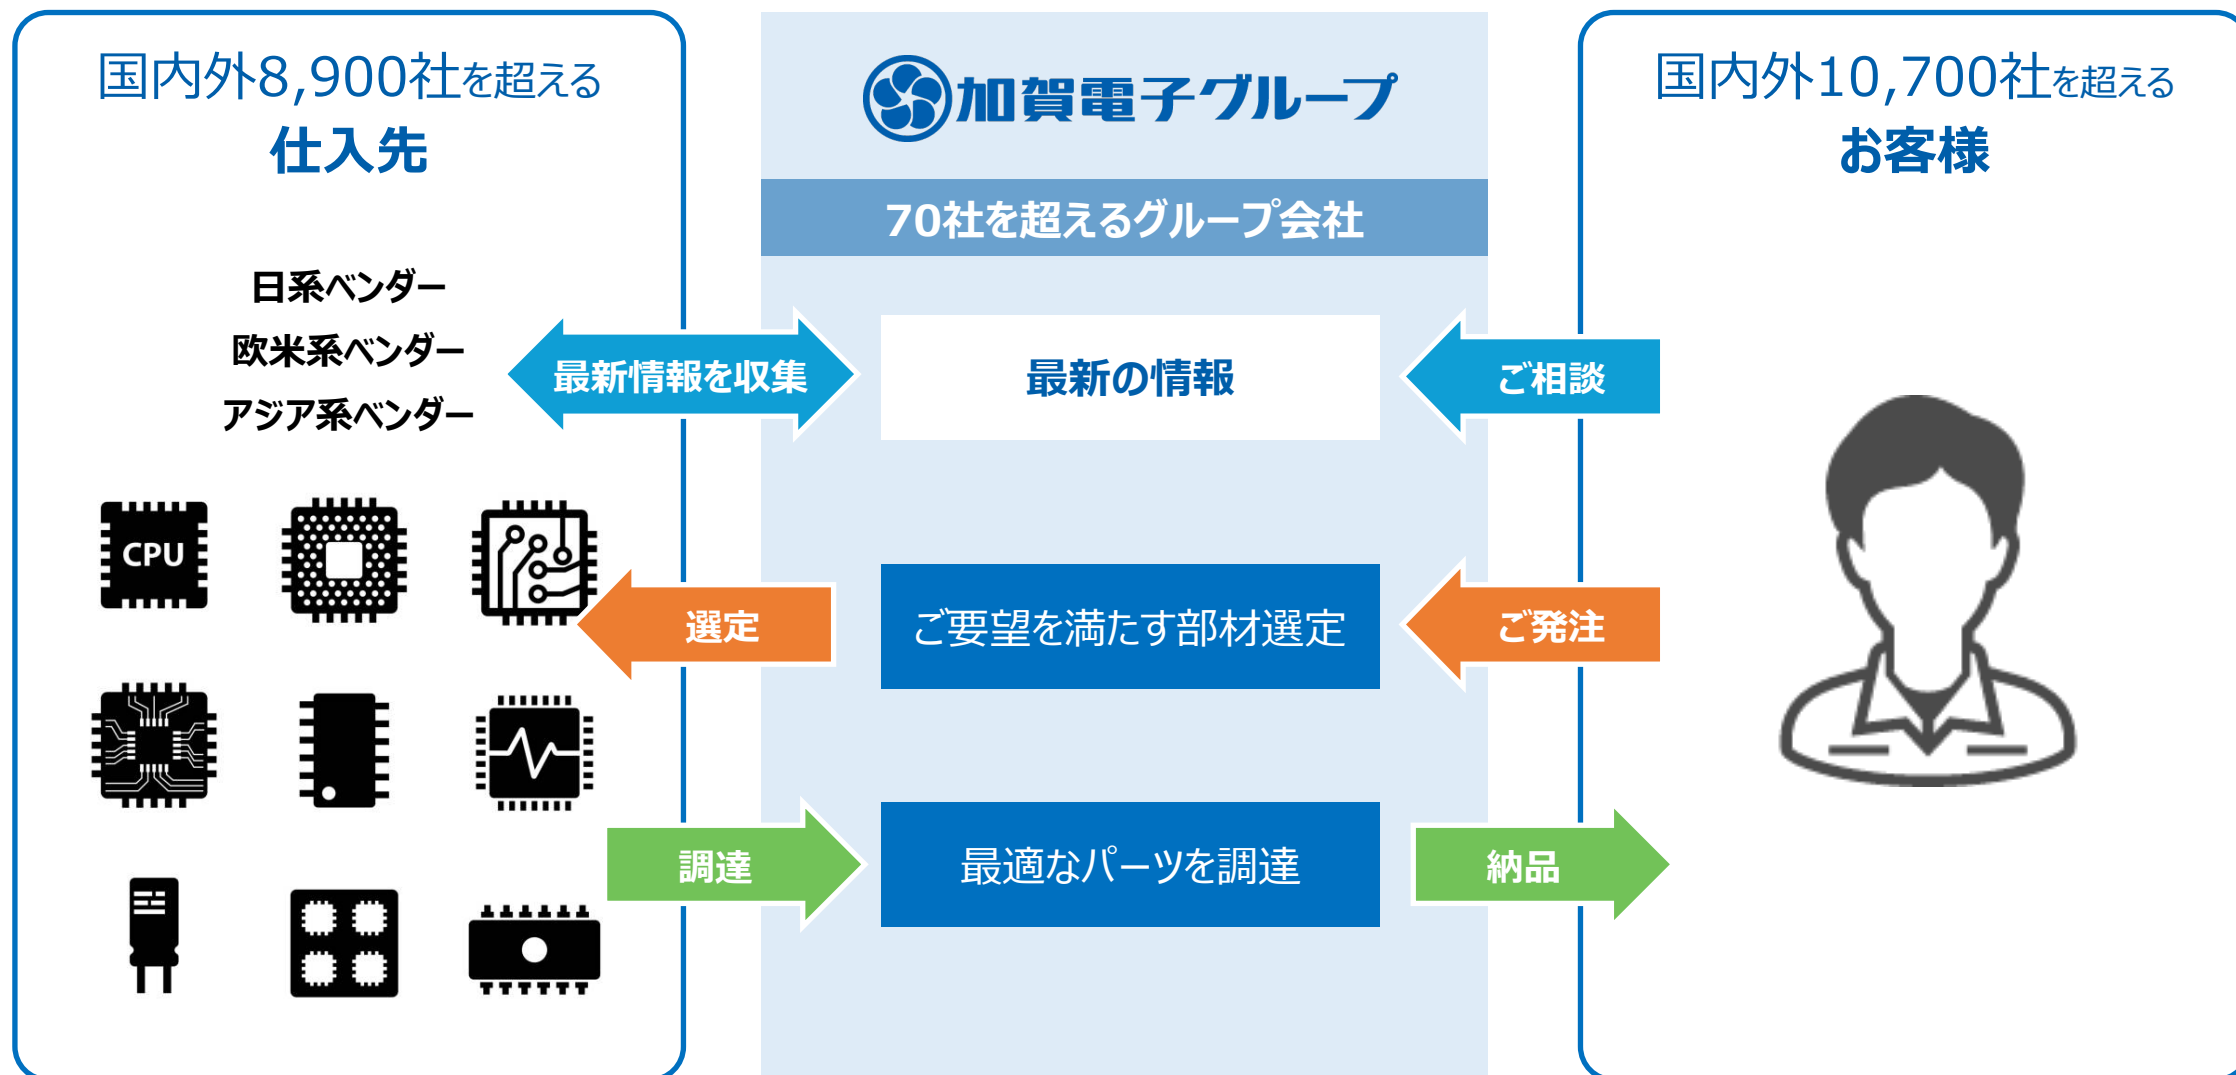 国内外8,900社を超える
仕入先
日系ベンダー
欧米系ベンダー
アジア系ベンダー
CPU
加賀電子グループ
70社を超えるグループ会社
最新情報を収集
最新の情報
ご相談
選定
ご要望を満たす部材選定
ご発注
調達
最適なパーツを調達
納品
国内外10,700社を超える
お客様